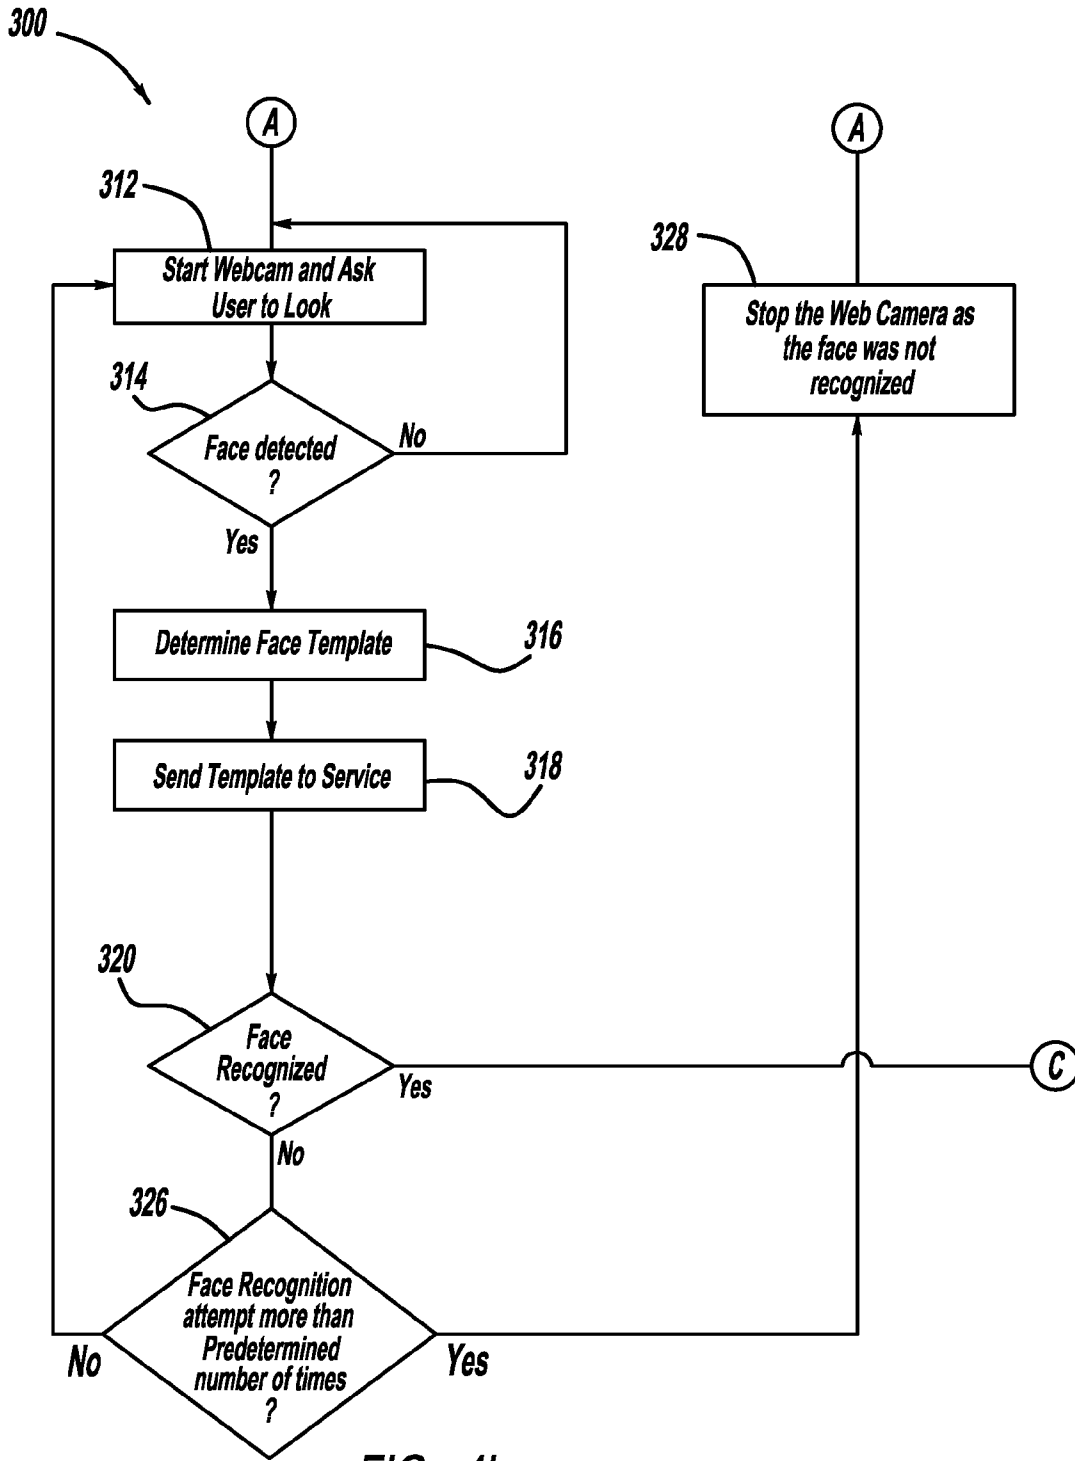 300
A
A
312
328
Start Webcam and Ask
User to Look
Stop the Web Camera as
the face was not
recognized
314
Face detected
?
No
Yes
Determine Face Template
316
Send Template to Service
318
320
Face
Recognized
?
Yes
C
No
326
Face Recognition
attempt more than
Predetermined
number of times
?
No
Yes